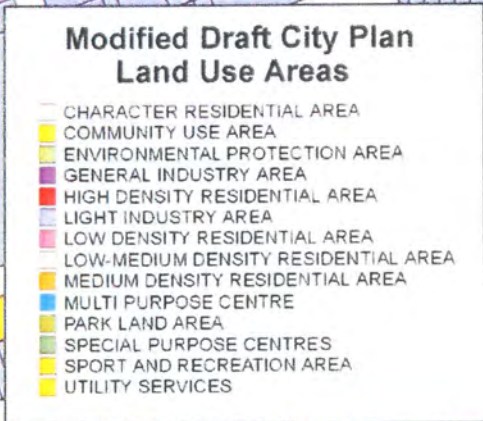 Modified Draft City Plan
Land Use Areas
CHARACTER RESIDENTIAL AREA
COMMUNITY USE AREA
ENVIRONMENTAL PROTECTION AREA
GENERAL INDUSTRY AREA
HIGH DENSITY RESIDENTIAL AREA
LIGHT INDUSTRY AREA
LOW DENSITY RESIDENTIAL AREA
LOW-MEDIUM DENSITY RESIDENTIAL AREA
MEDIUM DENSITY RESIDENTIAL AREA
MULTI PURPOSE CENTRE
PARK LAND AREA
SPECIAL PURPOSE CENTRES
SPORT AND RECREATION AREA
UTILITY SERVICES